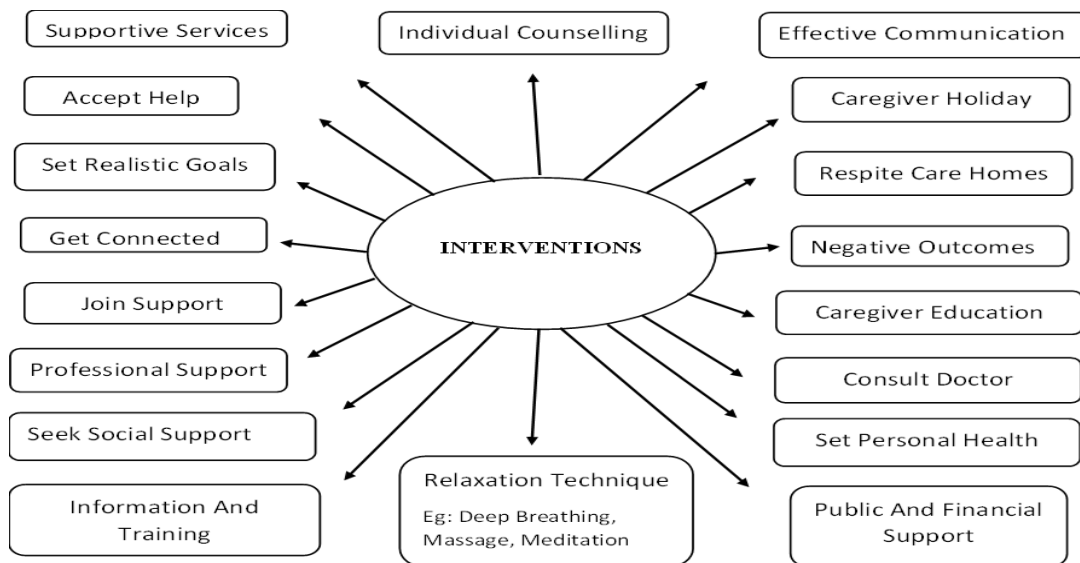 Supportive Services
Individual Counselling
Effective Communication
Accept Help
Caregiver Holiday
Set Realistic Goals
Respite Care Homes
Get Connected
INTERVENTIONS
Negative Outcomes
Join Support
Caregiver Education
Professional Support
Consult Doctor
Seek Social Support
Set Personal Health
Information And
Training
Relaxation Technique
Eg: Deep Breathing,
Massage, Meditation
Public And Financial
Support